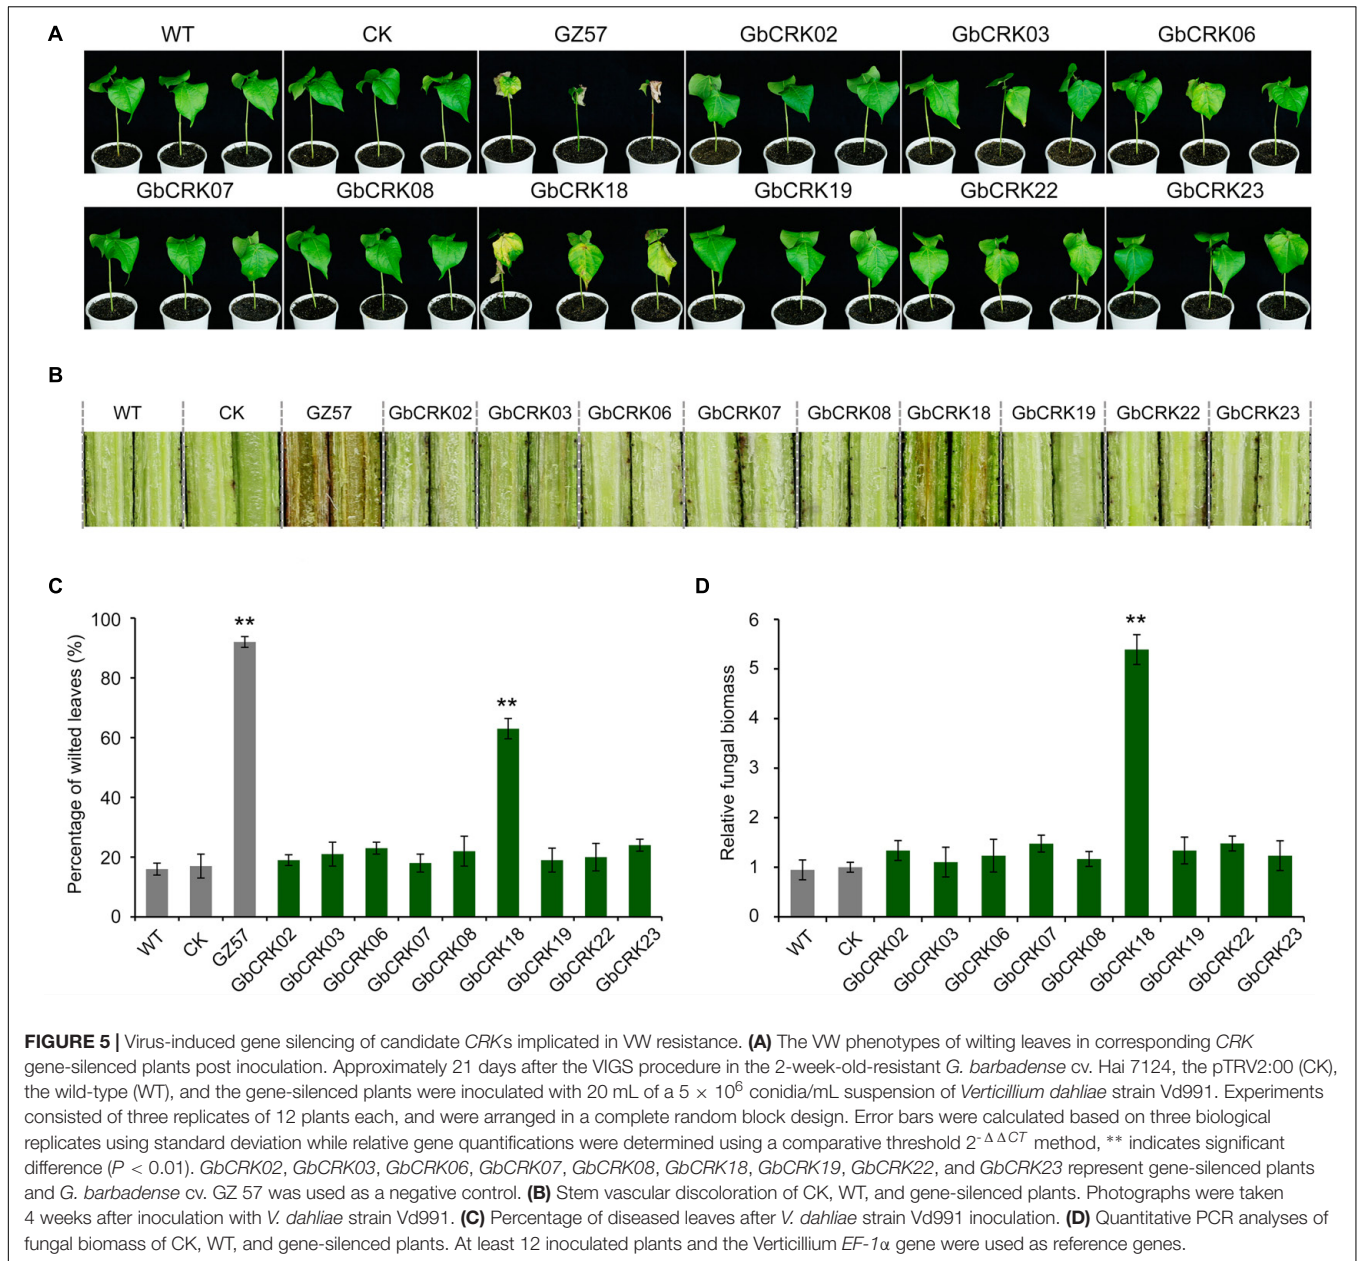 A
WT CK GZ57 GbCRK02 GbCRK03 GbCRK06
GbCRK07 GbCRK08 GbCRK18 GbCRK19 GbCRK22 GbCRK23
B
WT CK GZ57 GbCRK02 GbCRK03 GbCRK06 GbCRK07 GbCRK08 GbCRK18 GbCRK19 GbCRK22 GbCRK23
C
Percentage of wilted leaves (%)
100
80
60
40
20
0
**
**
WT CK GZ57 GbCRK02 GbCRK03 GbCRK06 GbCRK07 GbCRK08 GbCRK18 GbCRK19 GbCRK22 GbCRK23
D
Relative fungal biomass
6
5
4
3
2
1
0
**
WT CK GbCRK02 GbCRK03 GbCRK06 GbCRK07 GbCRK08 GbCRK18 GbCRK19 GbCRK22 GbCRK23
FIGURE 5 | Virus-induced gene silencing of candidate CRKs implicated in VW resistance. (A) The VW phenotypes of wilting leaves in corresponding CRK
gene-silenced plants post inoculation. Approximately 21 days after the VIGS procedure in the 2-week-old-resistant G. barbadense cv. Hai 7124, the pTRV2:00 (CK),
the wild-type (WT), and the gene-silenced plants were inoculated with 20 mL of a 5 × 10⁶ conidia/mL suspension of Verticillium dahliae strain Vd991. Experiments
consisted of three replicates of 12 plants each, and were arranged in a complete random block design. Error bars were calculated based on three biological
replicates using standard deviation while relative gene quantifications were determined using a comparative threshold 2-ΔΔCT method, ** indicates significant
difference (P < 0.01). GbCRK02, GbCRK03, GbCRK06, GbCRK07, GbCRK08, GbCRK18, GbCRK19, GbCRK22, and GbCRK23 represent gene-silenced plants
and G. barbadense cv. GZ 57 was used as a negative control. (B) Stem vascular discoloration of CK, WT, and gene-silenced plants. Photographs were taken
4 weeks after inoculation with V. dahliae strain Vd991. (C) Percentage of diseased leaves after V. dahliae strain Vd991 inoculation. (D) Quantitative PCR analyses of
fungal biomass of CK, WT, and gene-silenced plants. At least 12 inoculated plants and the Verticillium EF-1α gene were used as reference genes.